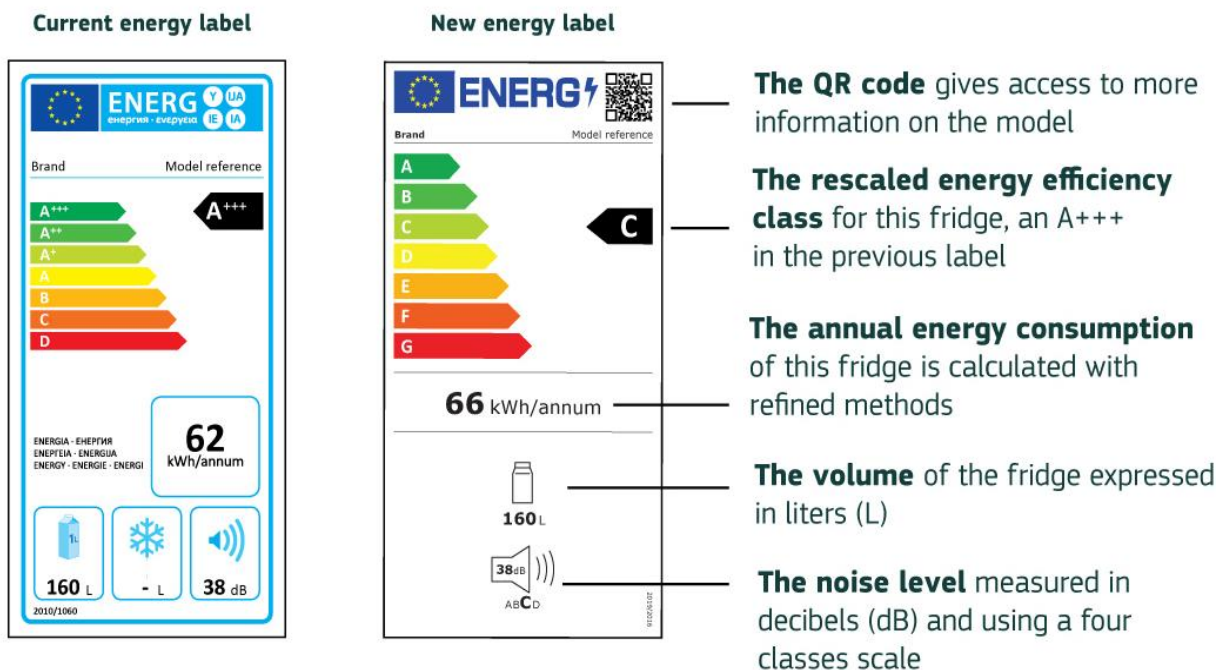 Current energy label
ENERG Y UA
енергия · ενεργεια IE IA
Brand Model reference
A+++
A+++
A++
A+
A
B
C
D
ENERGIA · ЕНЕРГИЯ
ΕΝΕΡΓΕΙΑ · ENERGIJA
ENERGY · ENERGIE · ENERGI
62
kWh/annum
1L
160 L
- L
38 dB
2010/1060
New energy label
ENERG
Brand Model reference
A
B
C
C
D
E
F
G
66 kWh/annum
160 L
38dB
ABCD
2019/2016
The QR code gives access to more
information on the model
The rescaled energy efficiency
class for this fridge, an A+++
in the previous label
The annual energy consumption
of this fridge is calculated with
refined methods
The volume of the fridge expressed
in liters (L)
The noise level measured in
decibels (dB) and using a four
classes scale